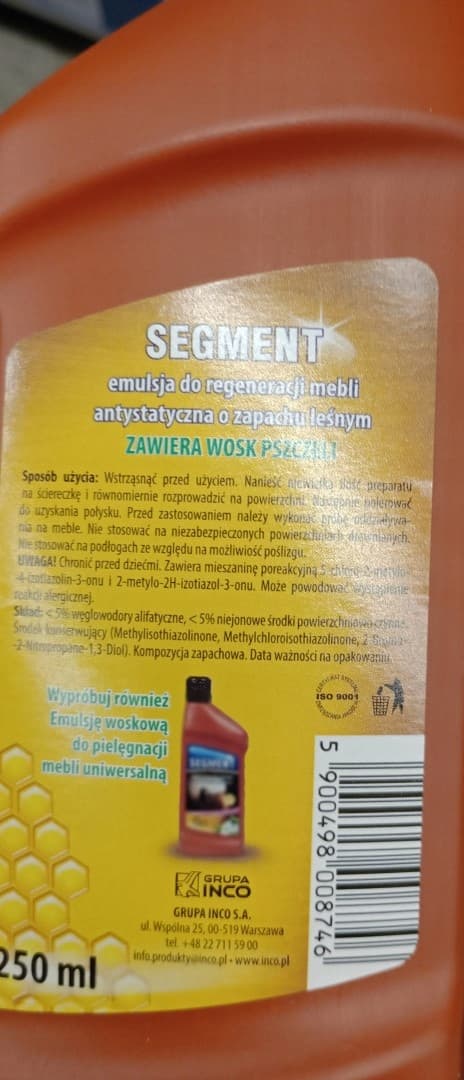 SEGMENT
emulsja do regeneracji mebli
antystatyczna o zapachu leśnym
ZAWIERA WOSK PSZCZELI
Sposób użycia: Wstrząsnąć przed użyciem. Nanieść niewielką ilość preparatu
na ściereczkę i równomiernie rozprowadzić na powierzchni. Następnie polerować
do uzyskania połysku. Przed zastosowaniem należy wykonać próbę oddziaływa-
nia na meble. Nie stosować na niezabezpieczonych powierzchniach drewnianych.
Nie stosować na podłogach ze względu na możliwość poślizgu.
UWAGA! Chronić przed dziećmi. Zawiera mieszaninę poreakcyjną 5-chloro-2-metylo-
-4-izotiazolin-3-onu i 2-metylo-2H-izotiazol-3-onu. Może powodować wystąpienie
reakcji alergicznej.
Skład: < 5% węglowodory alifatyczne, < 5% niejonowe środki powierzchniowo czynne.
Środek konserwujący (Methylisothiazolinone, Methylchloroisothiazolinone, 2-Bromo-
-2-Nitropropane-1,3-Diol). Kompozycja zapachowa. Data ważności na opakowaniu.
Wypróbuj również
Emulsję woskową
do pielęgnacji
mebli uniwersalną
SEGMENT
ISO 9001
GRUPA
INCO
GRUPA INCO S.A.
ul. Wspólna 25, 00-519 Warszawa
tel. +48 22 711 59 00
info.produkty@inco.pl • www.inco.pl
250 ml
5 900498 008746